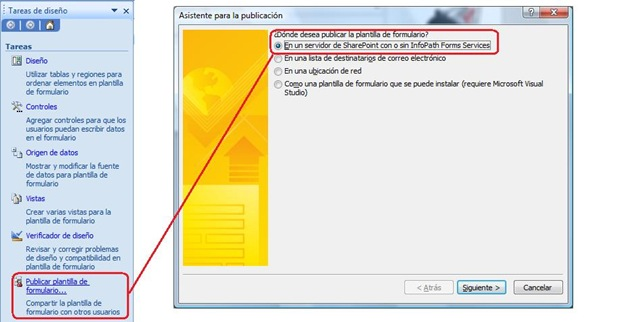 Tareas de diseño
Tareas
Diseño
Utilizar tablas y regiones para
ordenar elementos en plantilla
de formulario
Controles
Agregar controles para que los
usuarios puedan escribir datos
en el formulario
Origen de datos
Mostrar y modificar la fuente
de datos para plantilla de
formulario
Vistas
Crear varias vistas para la
plantilla de formulario
Verificador de diseño
Revisar y corregir problemas
de diseño y compatibilidad en
plantilla de formulario
Publicar plantilla de
formulario...
Compartir la plantilla de
formulario con otros usuarios
Asistente para la publicación
¿Dónde desea publicar la plantilla de formulario?
En un servidor de SharePoint con o sin InfoPath Forms Services
En una lista de destinatarios de correo electrónico
En una ubicación de red
Como una plantilla de formulario que se puede instalar (requiere Microsoft Visual
Studio)
< Atrás
Siguiente >
Cancelar